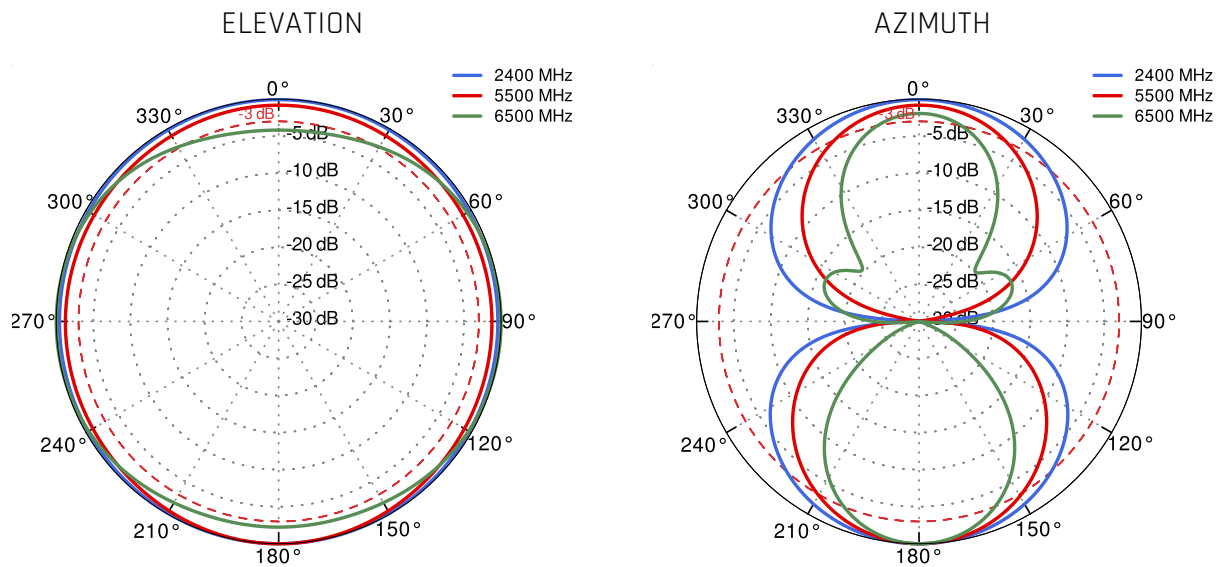 ELEVATION
2400 MHz
5500 MHz
6500 MHz
0°
330°
30°
-3 dB
-5 dB
-10 dB
300°
60°
-15 dB
-20 dB
-25 dB
270°
-30 dB
90°
240°
120°
210°
150°
180°
AZIMUTH
2400 MHz
5500 MHz
6500 MHz
0°
330°
30°
-3 dB
-5 dB
-10 dB
300°
60°
-15 dB
-20 dB
-25 dB
270°
-30 dB
90°
240°
120°
210°
150°
180°